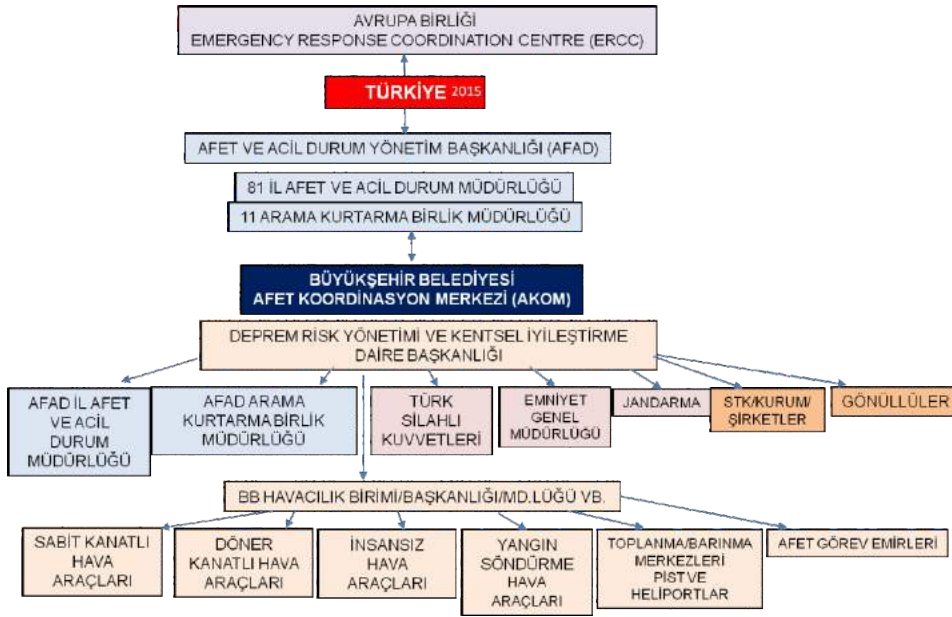 AVRUPA BİRLİĞİ
EMERGENCY RESPONSE COORDINATION CENTRE (ERCC)
TÜRKİYE 2015
AFET VE ACİL DURUM YÖNETİM BAŞKANLIĞI (AFAD)
81 İL AFET VE ACİL DURUM MÜDÜRLÜĞÜ
11 ARAMA KURTARMA BİRLİK MÜDÜRLÜĞÜ
BÜYÜKŞEHİR BELEDİYESİ
AFET KOORDİNASYON MERKEZİ (AKOM)
DEPREM RİSK YÖNETİMİ VE KENTSEL İYİLEŞTİRME
DAİRE BAŞKANLIĞI
AFAD İL AFET
VE ACİL
DURUM
MÜDÜRLÜĞÜ
AFAD ARAMA
KURTARMA BİRLİK
MÜDÜRLÜĞÜ
TÜRK
SİLAHLI
KUVVETLERİ
EMNİYET
GENEL
MÜDÜRLÜĞÜ
JANDARMA
STK/KURUM/
ŞİRKETLER
GÖNÜLLÜLER
BB HAVACILIK BİRİMİ/BAŞKANLIĞI/MD.LÜĞÜ VB.
SABİT KANATLI
HAVA
ARAÇLARI
DÖNER
KANATLI HAVA
ARAÇLARI
İNSANSIZ
HAVA
ARAÇLARI
YANGIN
SÖNDÜRME
HAVA
ARAÇLARI
TOPLANMA/BARINMA
MERKEZLERİ
PİST VE
HELİPORTLAR
AFET GÖREV EMİRLERİ